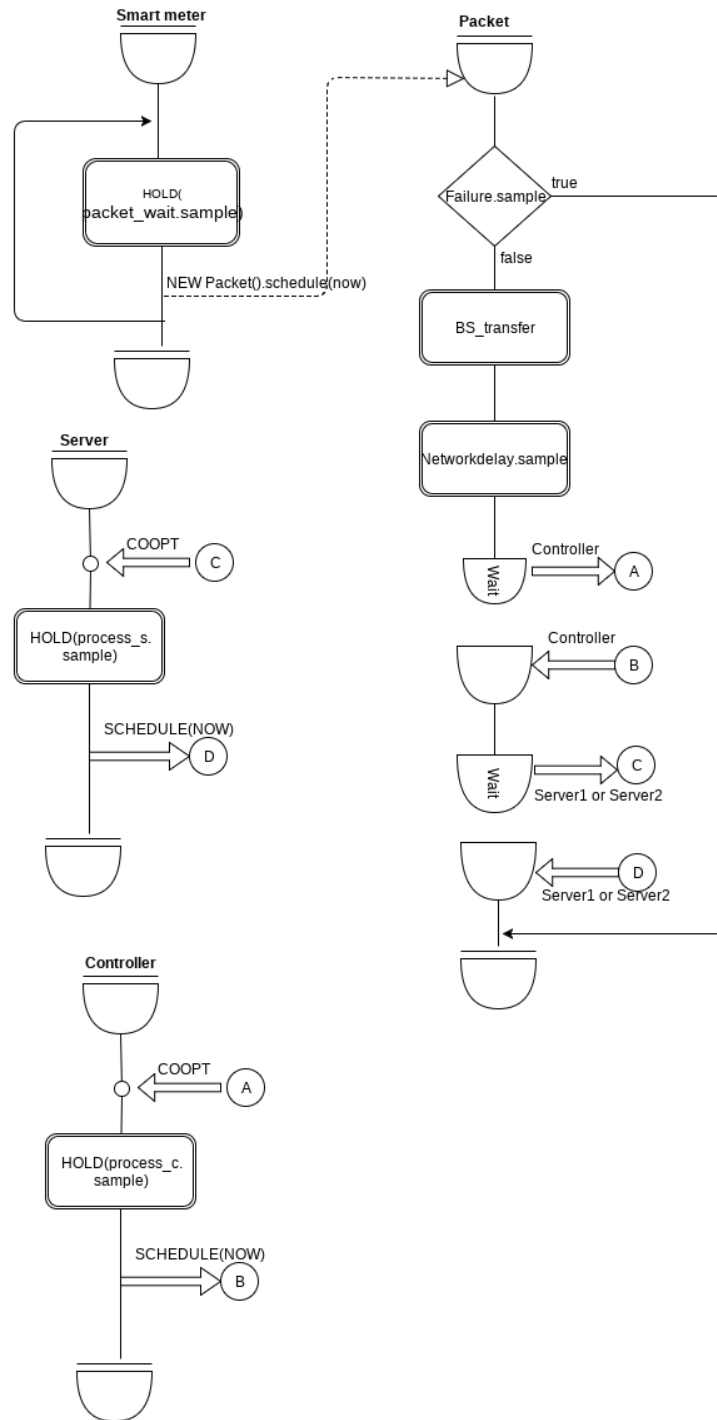 Smart meter
HOLD(
packet_wait.sample)
NEW Packet().schedule(now)
Packet
Failure.sample
true
false
BS_transfer
Networkdelay.sample
Wait
Controller
A
Controller
B
Wait
C
Server1 or Server2
D
Server1 or Server2
Server
COOPT
C
HOLD(process_s.
sample)
SCHEDULE(NOW)
D
Controller
COOPT
A
HOLD(process_c.
sample)
SCHEDULE(NOW)
B